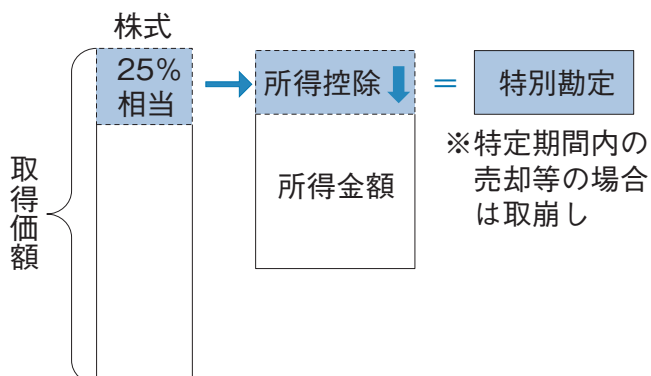 株式
25%
相当
取得価額
所得控除
所得金額
=
特別勘定
※特定期間内の
売却等の場合
は取崩し